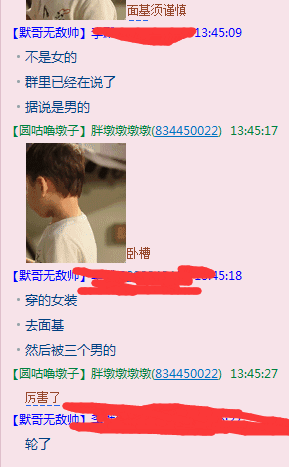 面基须谨慎
【默哥无敌帅】 13:45:09
不是女的
群里已经在说了
据说是男的
【圆咕噜墩子】胖墩墩墩墩(834450022) 13:45:17
卧槽
【默哥无敌帅】 13:45:18
穿的女装
去面基
然后被三个男的
【圆咕噜墩子】胖墩墩墩墩(834450022) 13:45:27
厉害了
【默哥无敌帅】
轮了